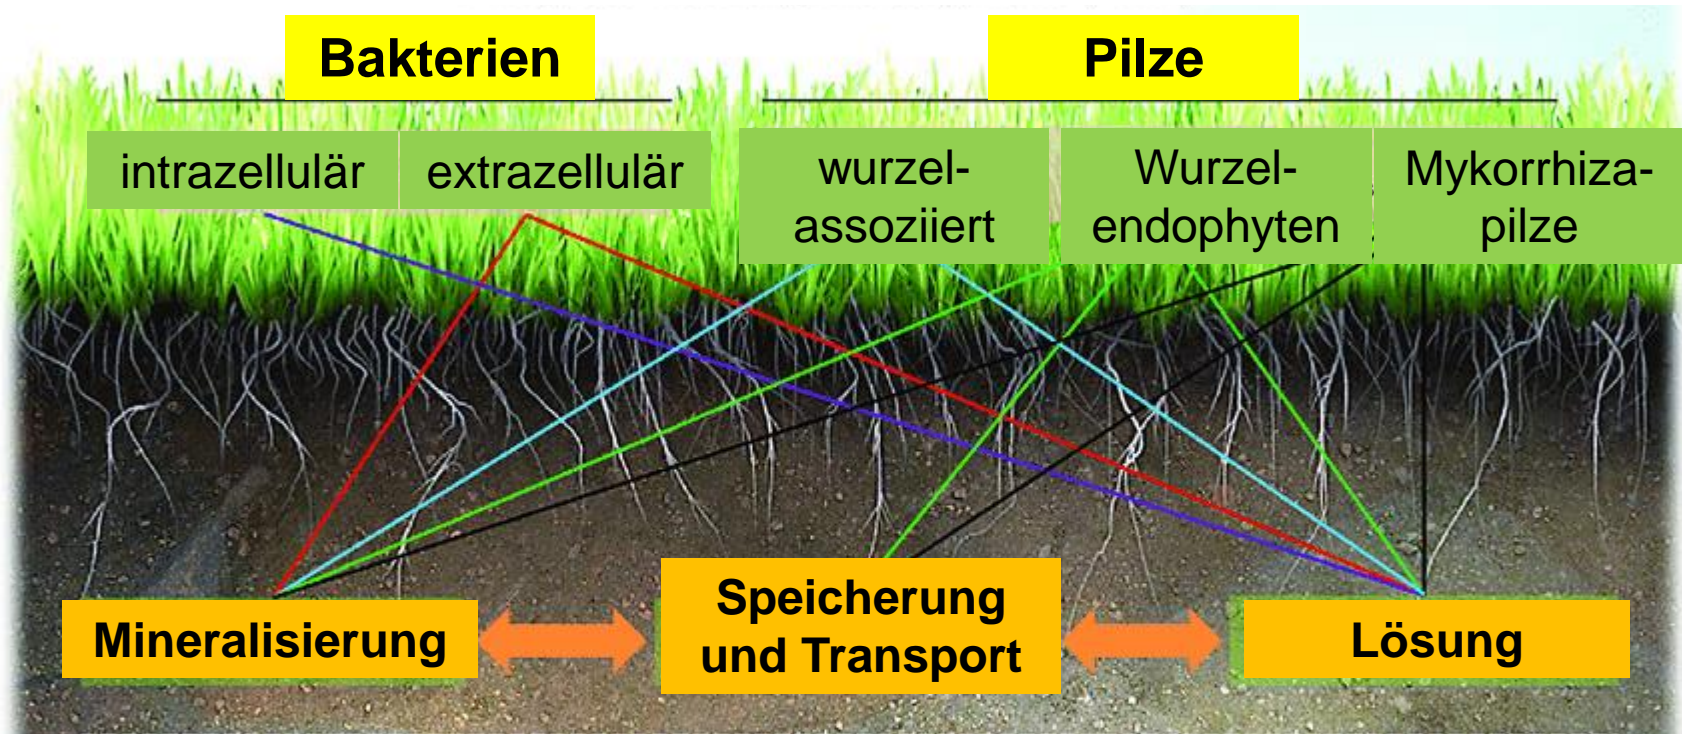 Bakterien
Pilze
intrazellulär
extrazellulär
wurzel-
assoziiert
Wurzel-
endophyten
Mykorrhiza-
pilze
Mineralisierung
Speicherung
und Transport
Lösung